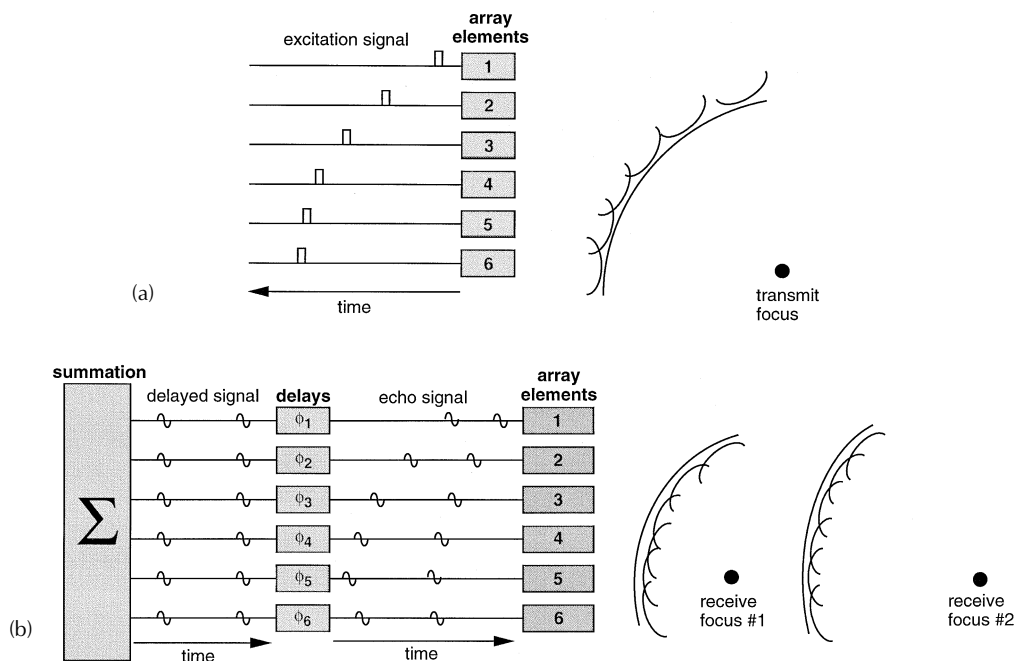 array
elements
excitation signal
1
2
3
4
5
6
time
(a)
transmit
focus
summation
delayed signal
delays
echo signal
array
elements
Σ
ϕ1
ϕ2
ϕ3
ϕ4
ϕ5
ϕ6
1
2
3
4
5
6
time
time
(b)
receive
focus #1
receive
focus #2